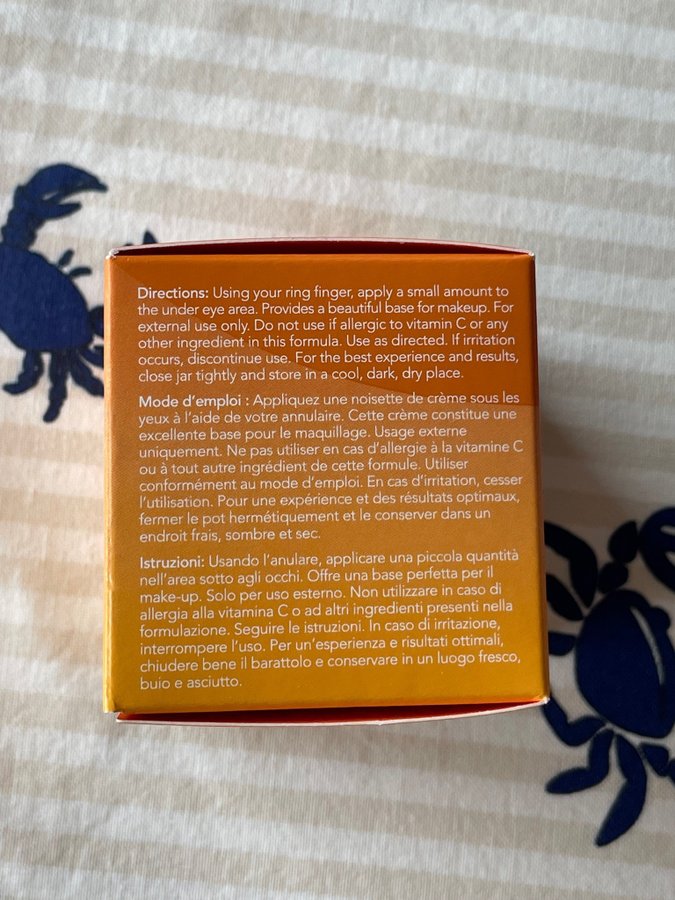 Directions: Using your ring finger, apply a small amount to
the under eye area. Provides a beautiful base for makeup. For
external use only. Do not use if allergic to vitamin C or any
other ingredient in this formula. Use as directed. If irritation
occurs, discontinue use. For the best experience and results,
close jar tightly and store in a cool, dark, dry place.
Mode d'emploi : Appliquez une noisette de crème sous les
yeux à l'aide de votre annulaire. Cette crème constitue une
excellente base pour le maquillage. Usage externe
uniquement. Ne pas utiliser en cas d'allergie à la vitamine C
ou à tout autre ingrédient de cette formule. Utiliser
conformément au mode d'emploi. En cas d'irritation, cesser
l'utilisation. Pour une expérience et des résultats optimaux,
fermer le pot hermétiquement et le conserver dans un
endroit frais, sombre et sec.
Istruzioni: Usando l'anulare, applicare una piccola quantità
nell'area sotto agli occhi. Offre una base perfetta per il
make-up. Solo per uso esterno. Non utilizzare in caso di
allergia alla vitamina C o ad altri ingredienti presenti nella
formulazione. Seguire le istruzioni. In caso di irritazione,
interrompere l'uso. Per un'esperienza e risultati ottimali,
chiudere bene il barattolo e conservare in un luogo fresco,
buio e asciutto.